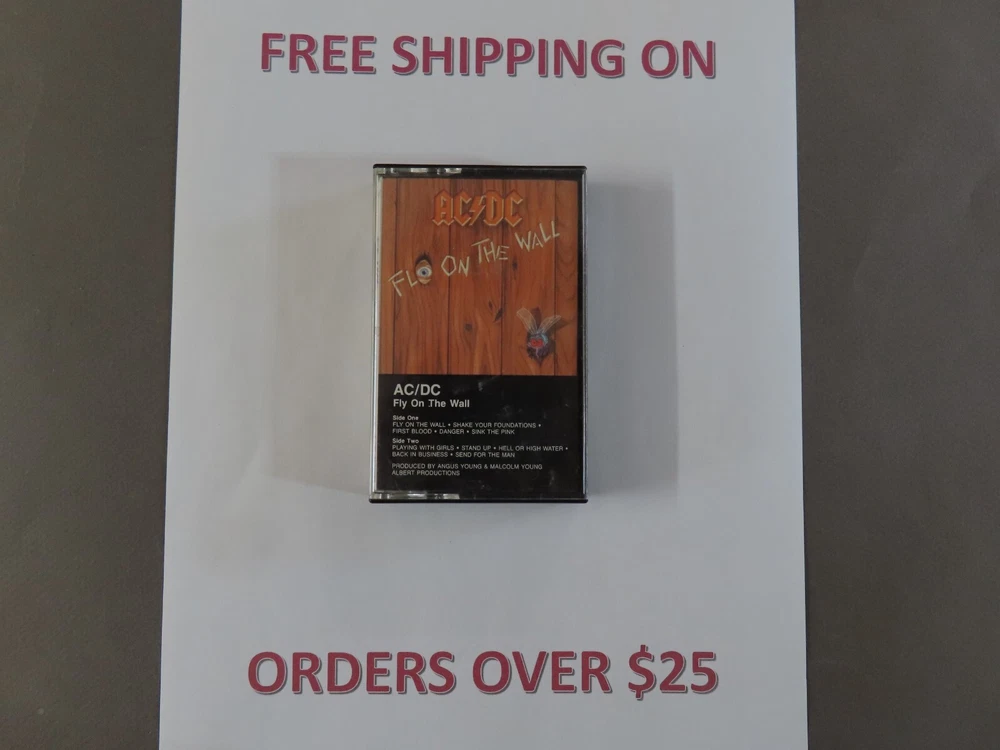 FREE SHIPPING ON
AC/DC
FLY ON THE WALL
AC/DC
Fly On The Wall
Side One
FLY ON THE WALL • SHAKE YOUR FOUNDATIONS •
FIRST BLOOD • DANGER • SINK THE PINK
Side Two
PLAYING WITH GIRLS • STAND UP • HELL OR HIGH WATER •
BACK IN BUSINESS • SEND FOR THE MAN
PRODUCED BY ANGUS YOUNG & MALCOLM YOUNG
ALBERT PRODUCTIONS
ORDERS OVER $25